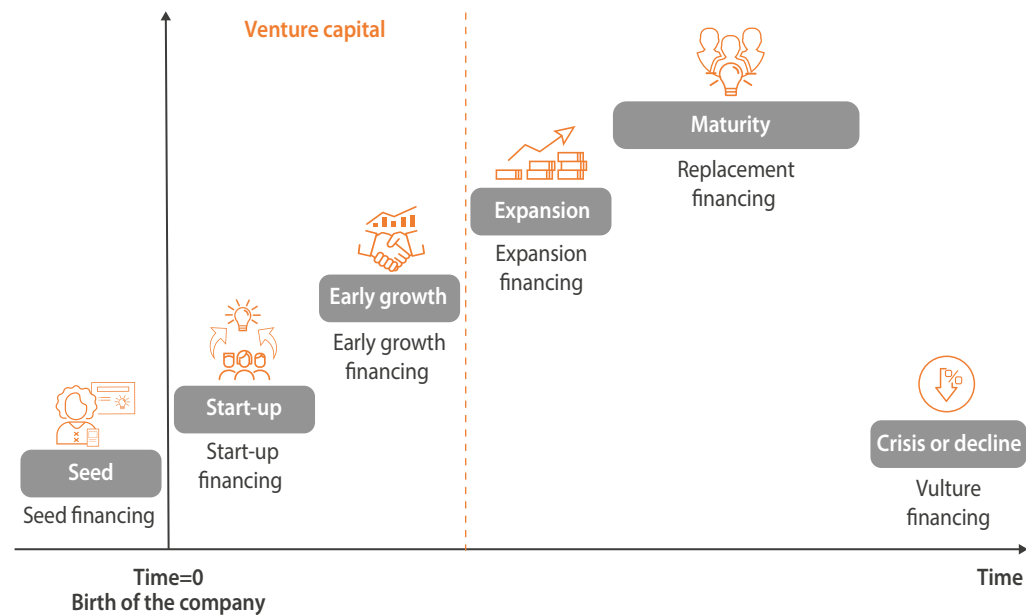 Venture capital
Maturity
Replacement
financing
Expansion
Expansion
financing
Early growth
Early growth
financing
Start-up
Start-up
financing
Seed
Seed financing
%
Crisis or decline
Vulture
financing
Time=0
Birth of the company
Time